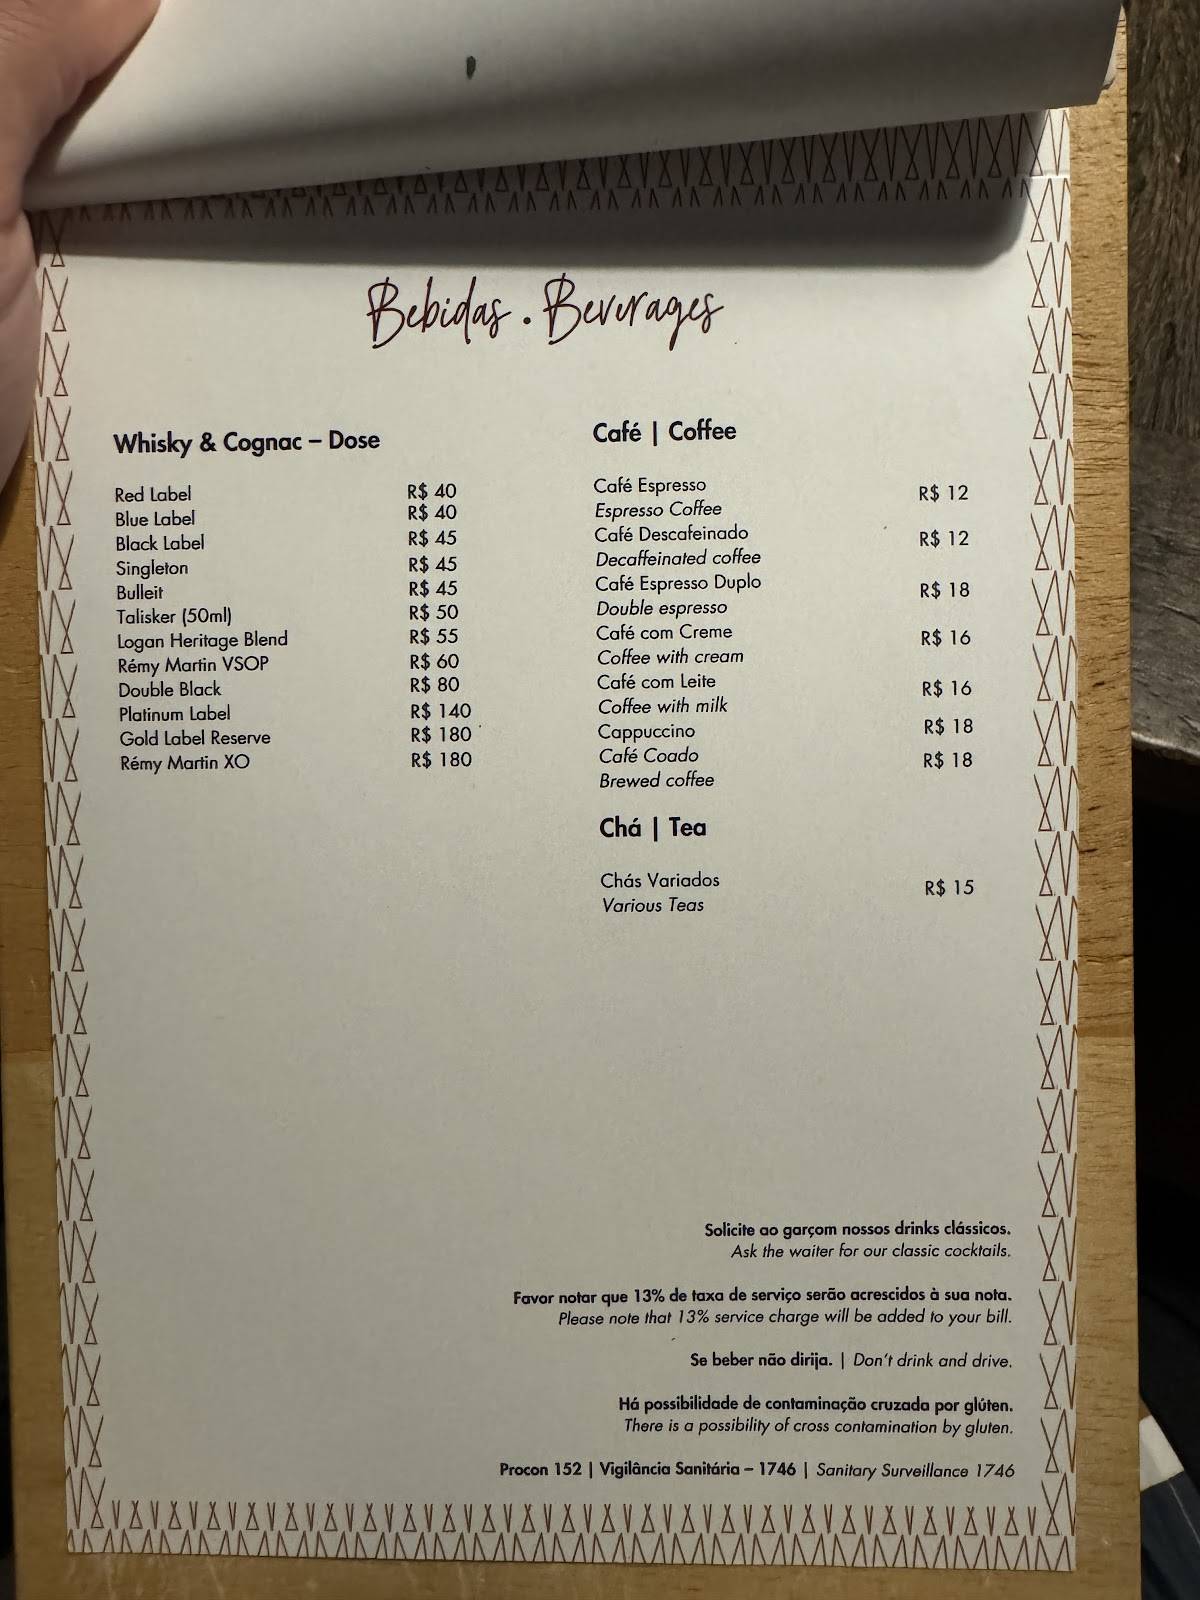 Bebidas . Beverages
Whisky & Cognac – Dose
Red Label R$ 40
Blue Label R$ 40
Black Label R$ 45
Singleton R$ 45
Bulleit R$ 45
Talisker (50ml) R$ 50
Logan Heritage Blend R$ 55
Rémy Martin VSOP R$ 60
Double Black R$ 80
Platinum Label R$ 140
Gold Label Reserve R$ 180
Rémy Martin XO R$ 180
Café | Coffee
Café Espresso R$ 12
Espresso Coffee
Café Descafeinado R$ 12
Decaffeinated coffee
Café Espresso Duplo R$ 18
Double espresso
Café com Creme R$ 16
Coffee with cream
Café com Leite R$ 16
Coffee with milk
Cappuccino R$ 18
Café Coado R$ 18
Brewed coffee
Chá | Tea
Chás Variados R$ 15
Various Teas
Solicite ao garçom nossos drinks clássicos.
Ask the waiter for our classic cocktails.
Favor notar que 13% de taxa de serviço serão acrescidos à sua nota.
Please note that 13% service charge will be added to your bill.
Se beber não dirija. | Don't drink and drive.
Há possibilidade de contaminação cruzada por glúten.
There is a possibility of cross contamination by gluten.
Procon 152 | Vigilância Sanitária – 1746 | Sanitary Surveillance 1746